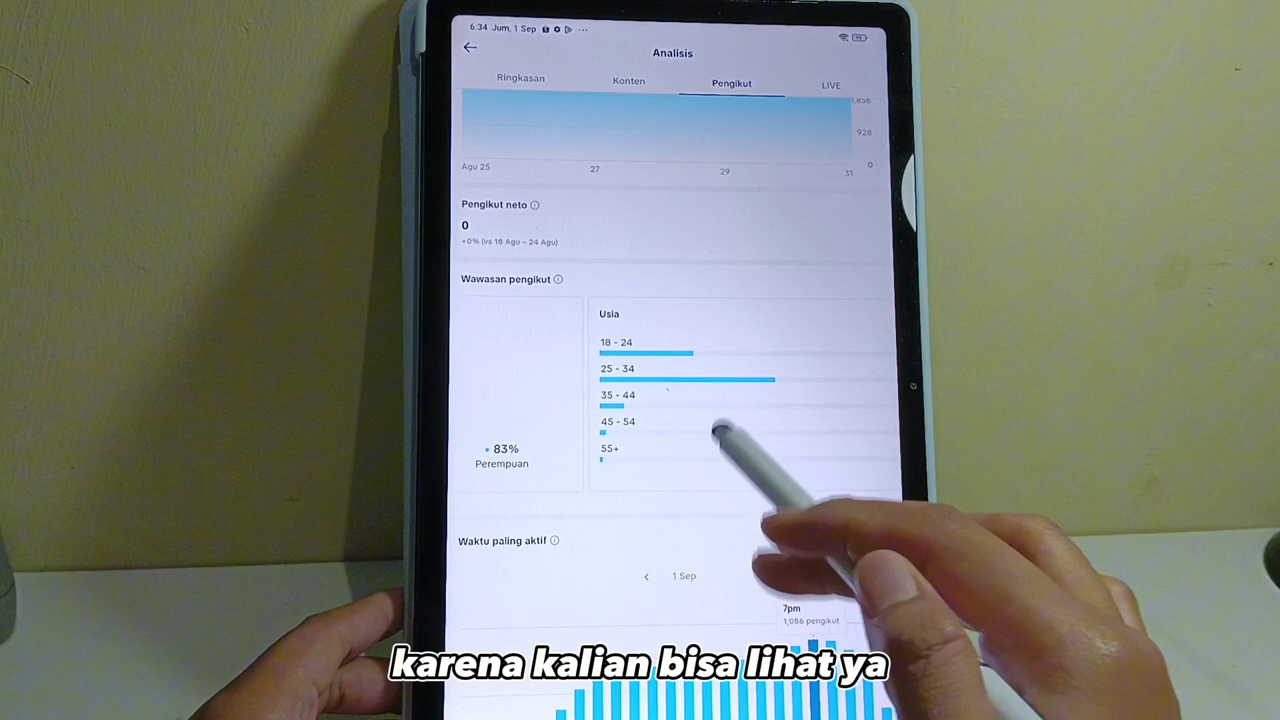 6:34 Jum, 1 Sep
Analisis
Ringkasan Konten Pengikut LIVE
1,856
928
0
Agu 25 27 29 31
Pengikut neto
0
+0% (vs 18 Agu – 24 Agu)
Wawasan pengikut
Usia
18 - 24
25 - 34
35 - 44
45 - 54
55+
83%
Perempuan
Waktu paling aktif
1 Sep
7pm
1,086 pengikut
karena kalian bisa lihat ya